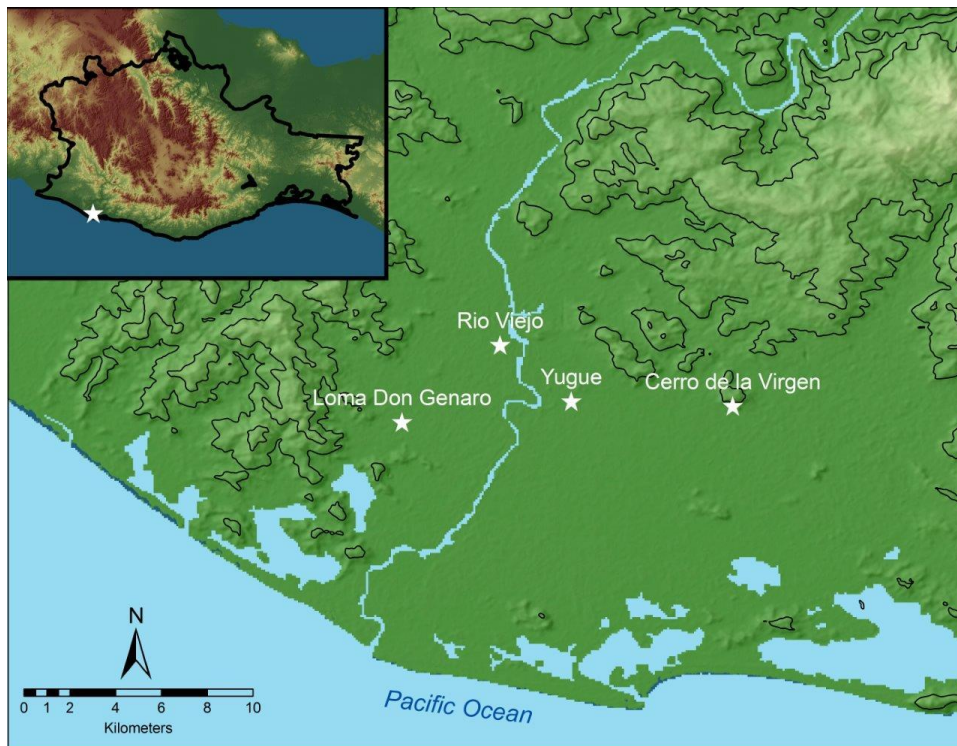 Rio Viejo
Yugue
Cerro de la Virgen
Loma Don Genaro
N
0 1 2 4 6 8 10
Kilometers
Pacific Ocean